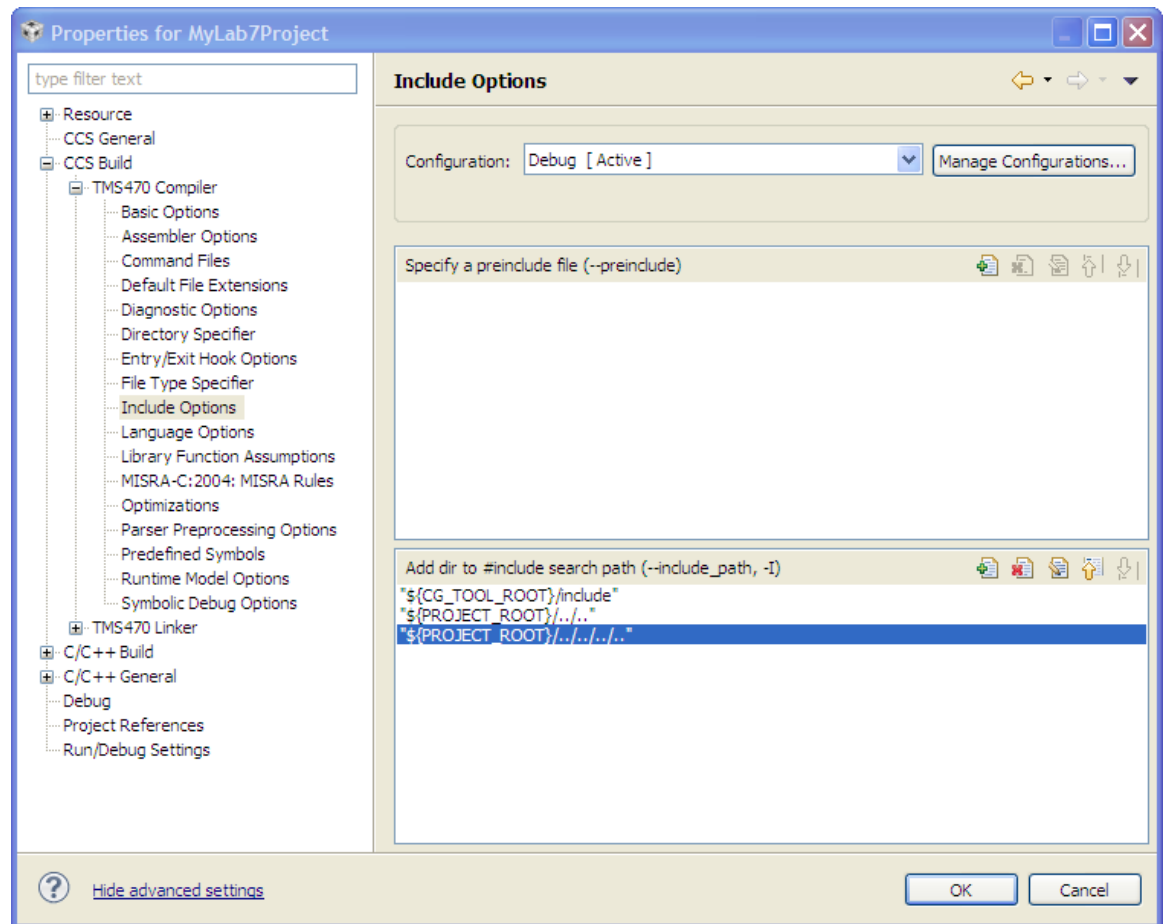 Properties for MyLab7Project
type filter text
Resource
CCS General
CCS Build
TMS470 Compiler
Basic Options
Assembler Options
Command Files
Default File Extensions
Diagnostic Options
Directory Specifier
Entry/Exit Hook Options
File Type Specifier
Include Options
Language Options
Library Function Assumptions
MISRA-C:2004: MISRA Rules
Optimizations
Parser Preprocessing Options
Predefined Symbols
Runtime Model Options
Symbolic Debug Options
TMS470 Linker
C/C++ Build
C/C++ General
Debug
Project References
Run/Debug Settings
Include Options
Configuration: Debug [ Active ] Manage Configurations...
Specify a preinclude file (--preinclude)
Add dir to #include search path (--include_path, -I)
"${CG_TOOL_ROOT}/include"
"${PROJECT_ROOT}/../.."
"${PROJECT_ROOT}/../../../.."
? Hide advanced settings OK Cancel